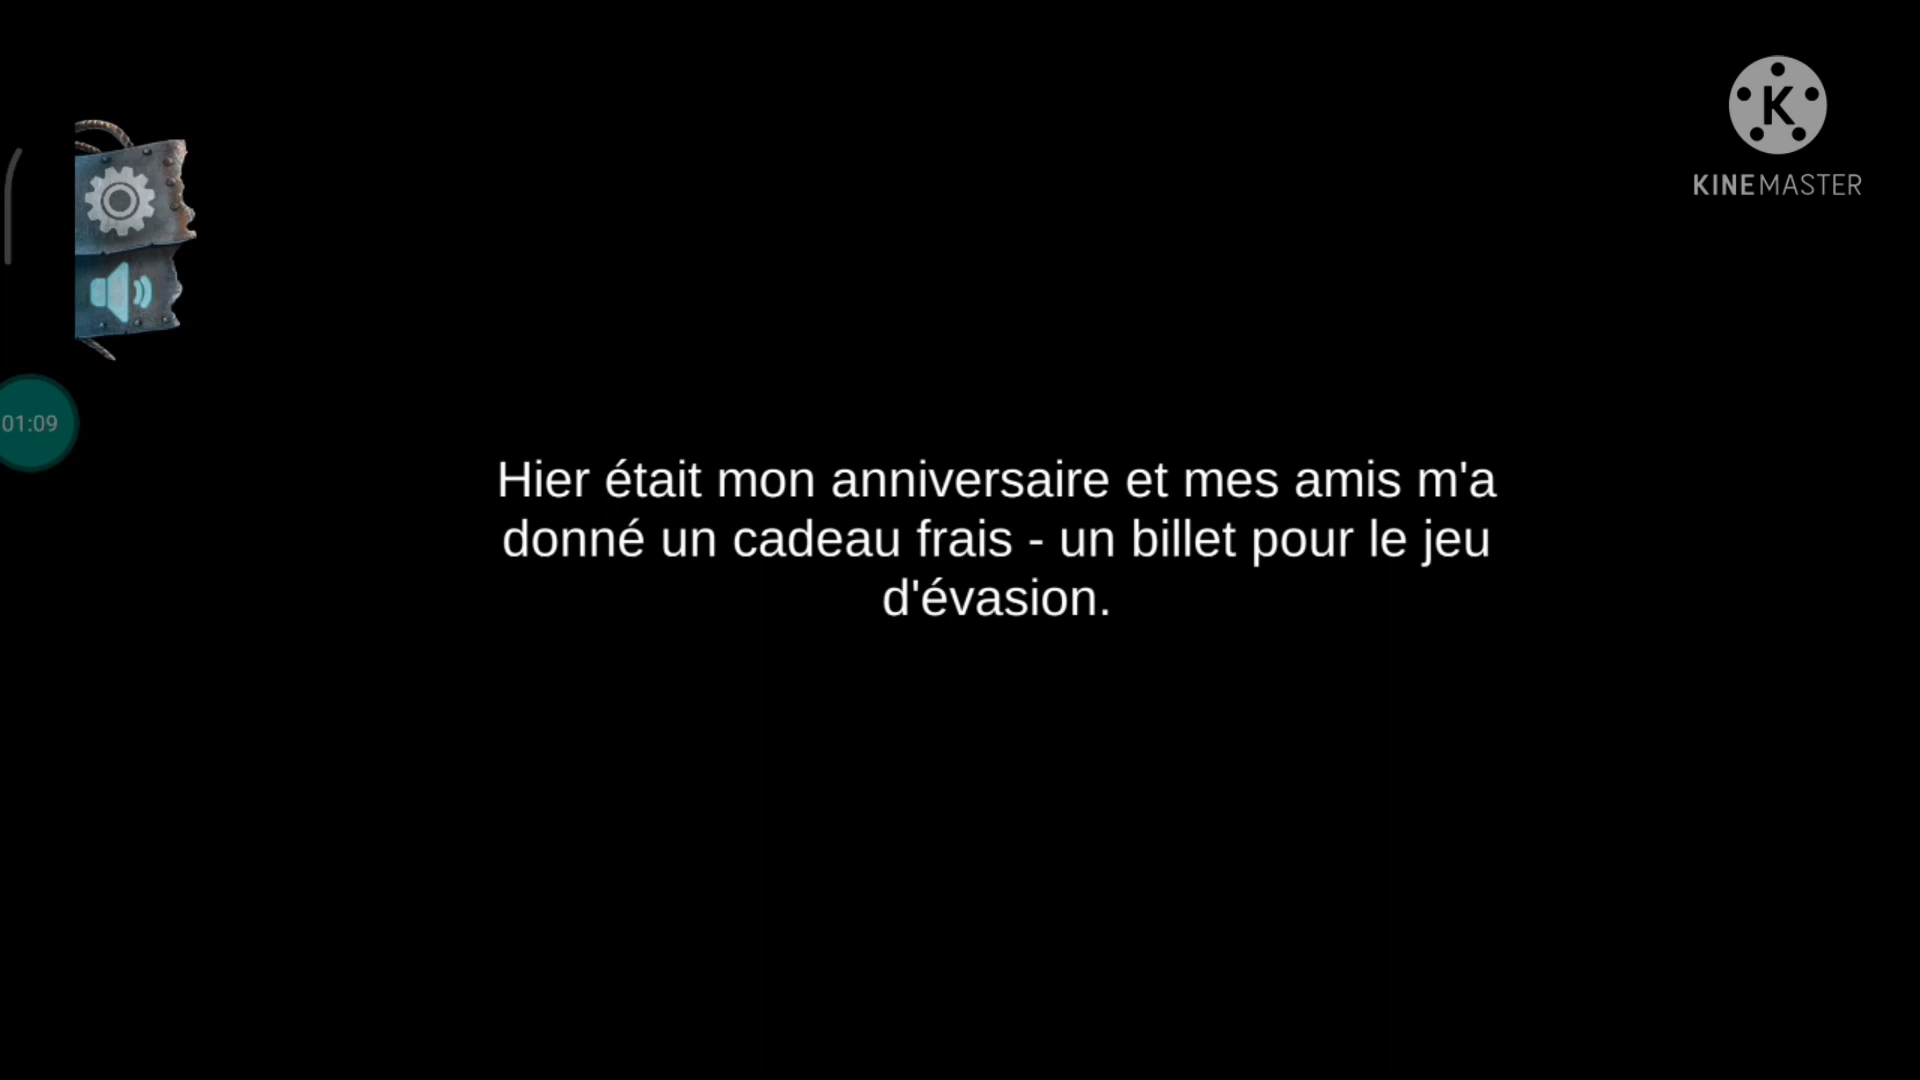 K
KINEMASTER
01:09
Hier était mon anniversaire et mes amis m'a
donné un cadeau frais - un billet pour le jeu
d'évasion.